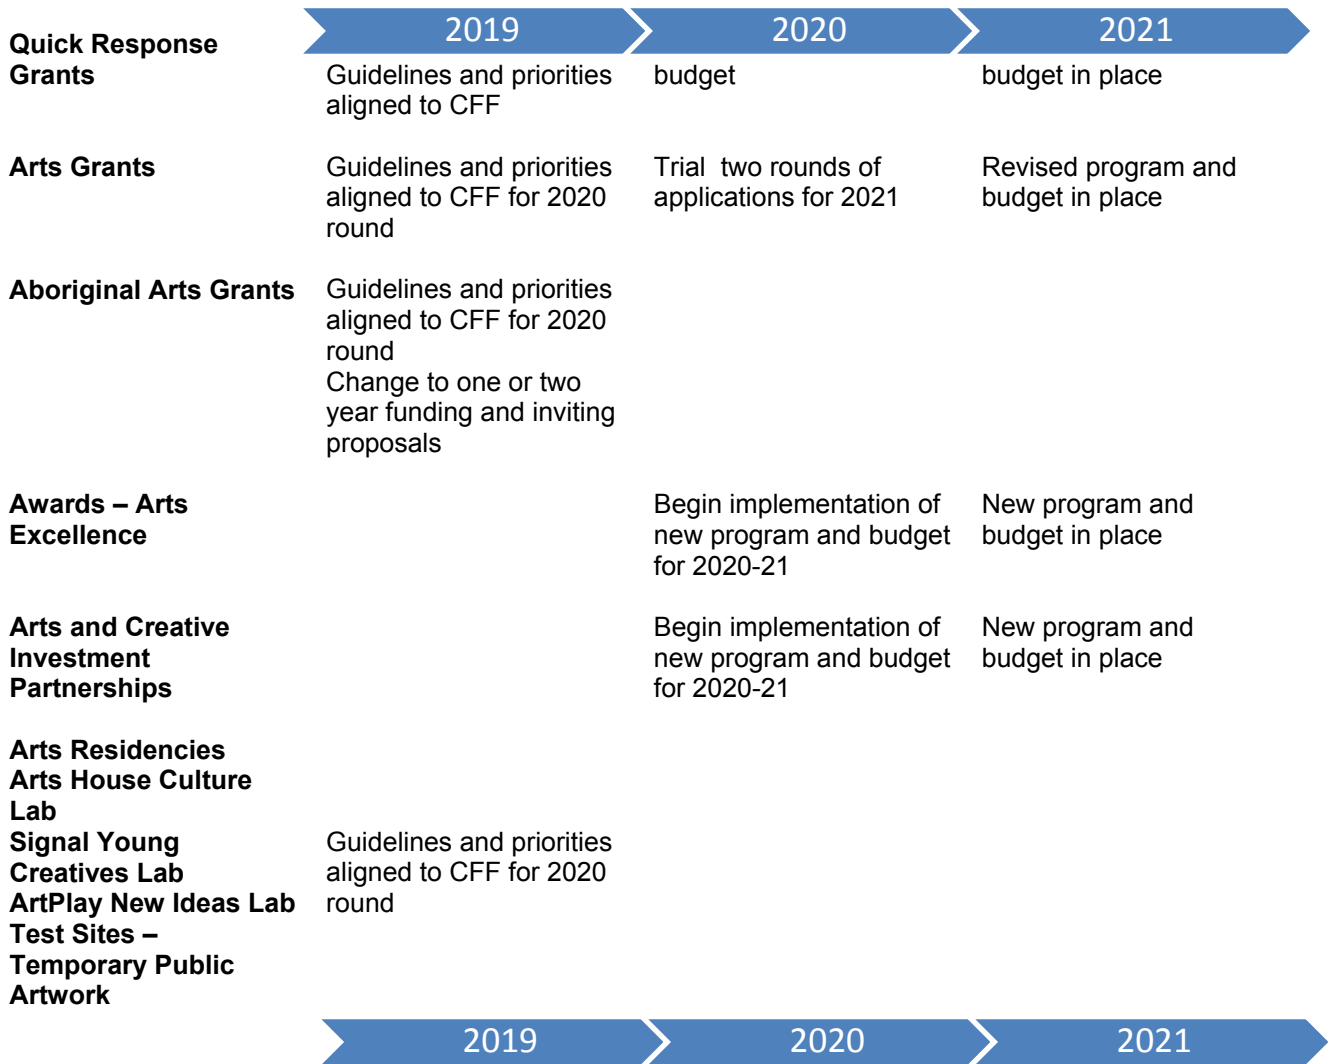 2019 2020 2021
Quick Response
Grants
Guidelines and priorities
aligned to CFF
budget
budget in place
Arts Grants
Guidelines and priorities
aligned to CFF for 2020
round
Trial  two rounds of
applications for 2021
Revised program and
budget in place
Aboriginal Arts Grants
Guidelines and priorities
aligned to CFF for 2020
round
Change to one or two
year funding and inviting
proposals
Awards – Arts
Excellence
Begin implementation of
new program and budget
for 2020-21
New program and
budget in place
Arts and Creative
Investment
Partnerships
Begin implementation of
new program and budget
for 2020-21
New program and
budget in place
Arts Residencies
Arts House Culture
Lab
Signal Young
Creatives Lab
ArtPlay New Ideas Lab
Test Sites –
Temporary Public
Artwork
Guidelines and priorities
aligned to CFF for 2020
round
2019 2020 2021